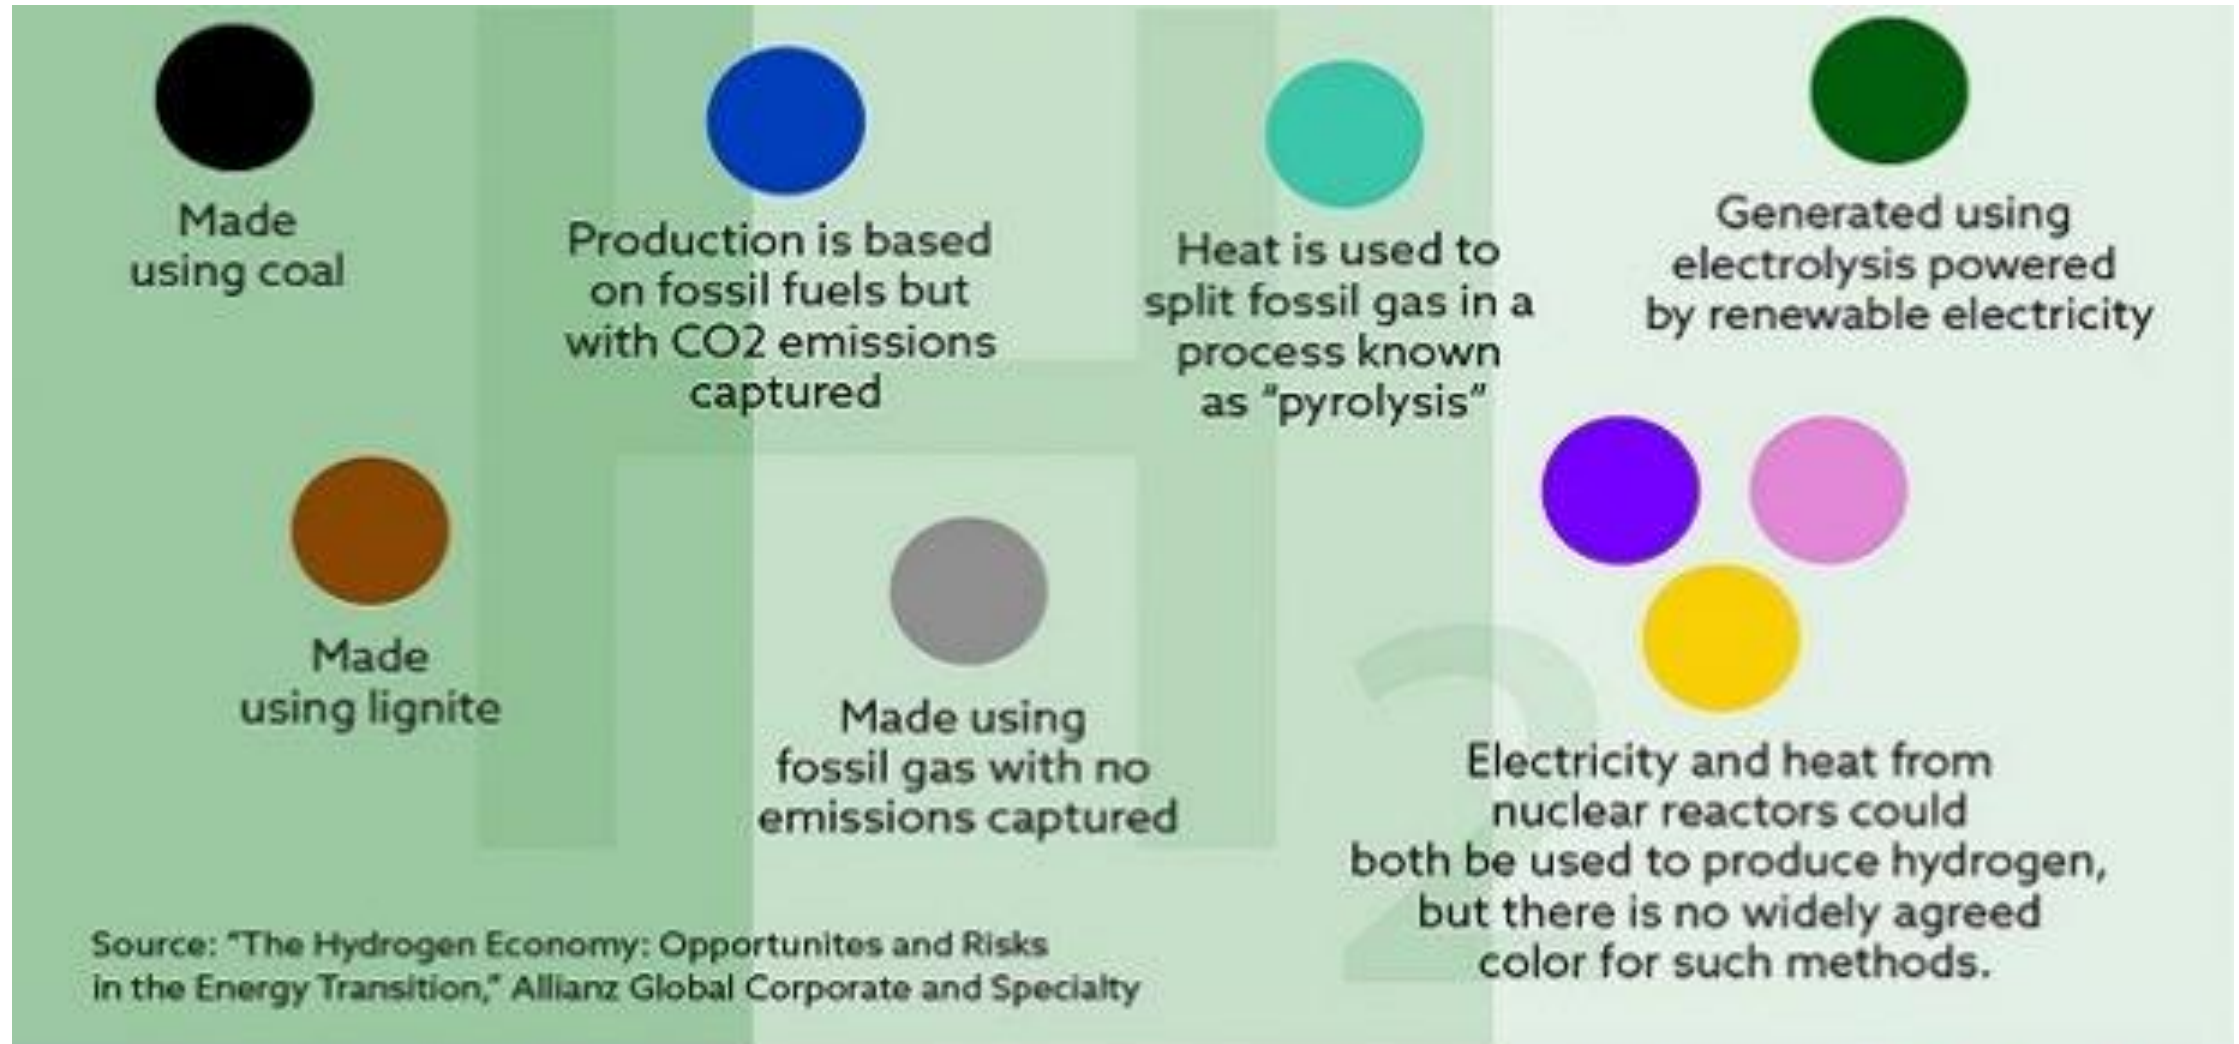 Made
using coal
Production is based
on fossil fuels but
with CO2 emissions
captured
Heat is used to
split fossil gas in a
process known
as "pyrolysis"
Generated using
electrolysis powered
by renewable electricity
Made
using lignite
Made using
fossil gas with no
emissions captured
Electricity and heat from
nuclear reactors could
both be used to produce hydrogen,
but there is no widely agreed
color for such methods.
Source: "The Hydrogen Economy: Opportunites and Risks
in the Energy Transition," Allianz Global Corporate and Specialty
H2